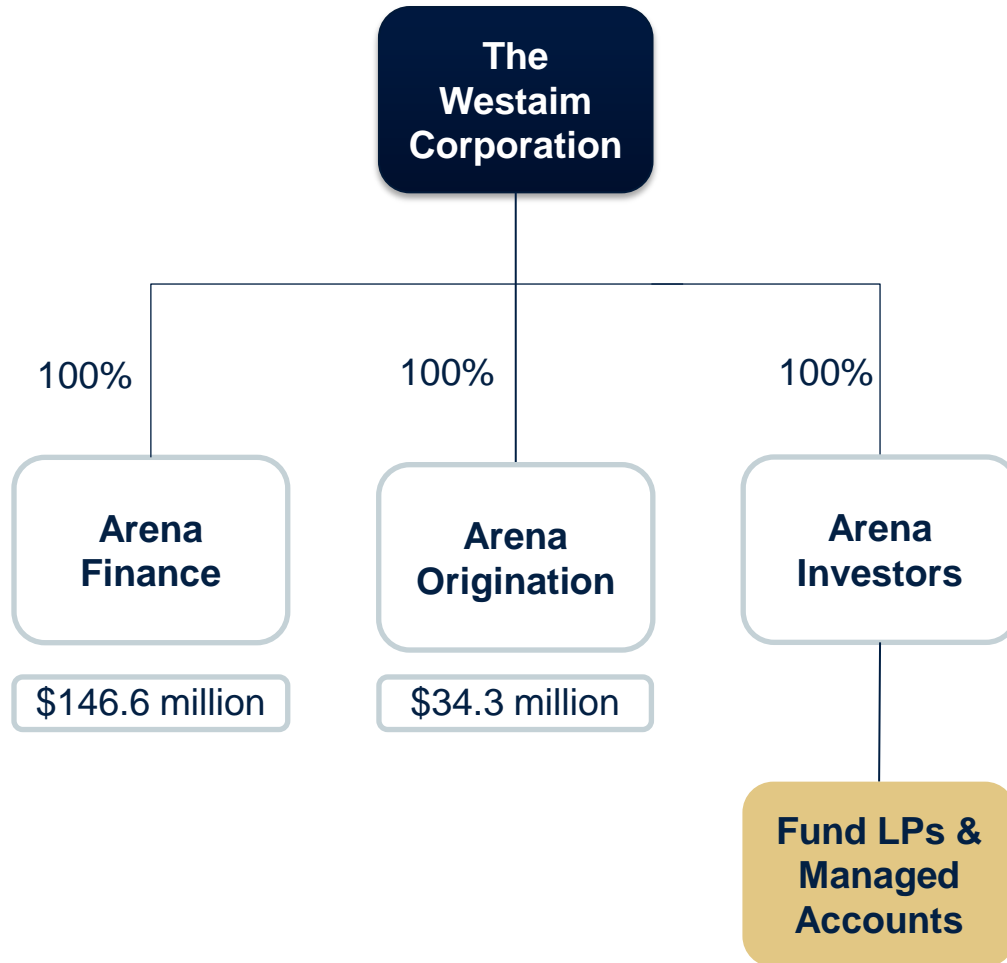 The
Westaim
Corporation
100%
100%
100%
Arena
Finance
Arena
Origination
Arena
Investors
$146.6 million
$34.3 million
Fund LPs &
Managed
Accounts